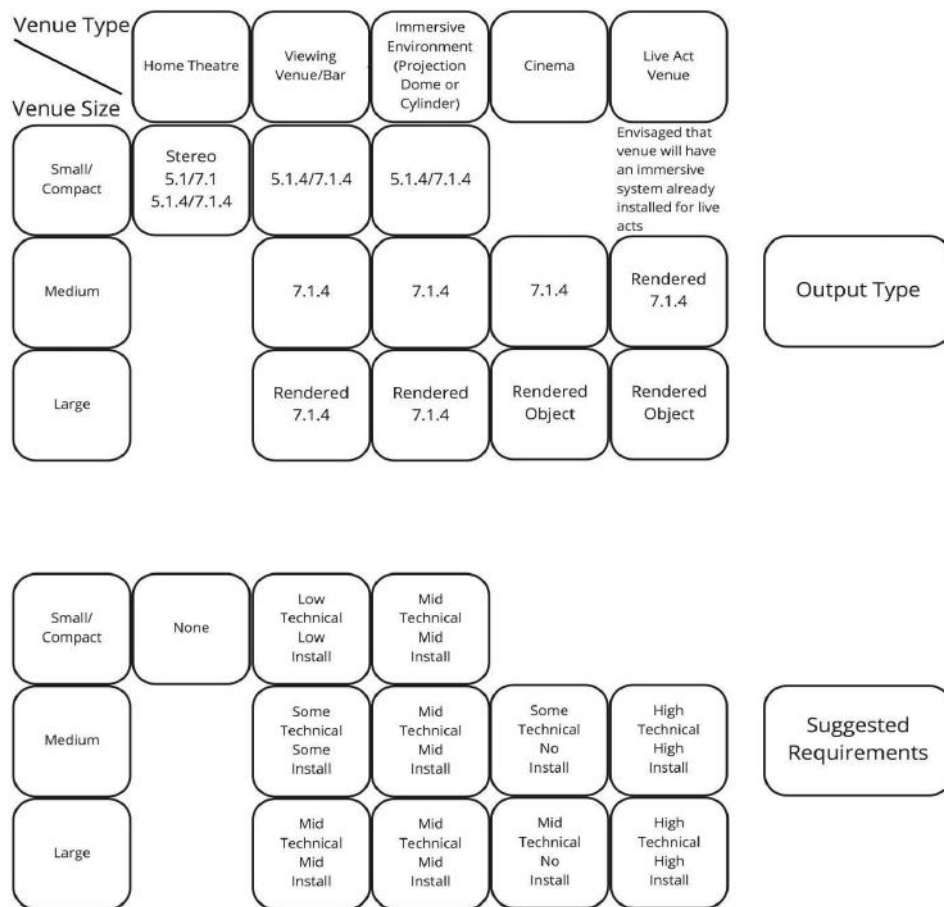 Venue Type
Venue Size
Home Theatre
Viewing
Venue/Bar
Immersive
Environment
(Projection
Dome or
Cylinder)
Cinema
Live Act
Venue
Small/
Compact
Stereo
5.1/7.1
5.1.4/7.1.4
5.1.4/7.1.4
5.1.4/7.1.4
Envisaged that
venue will have
an immersive
system already
installed for live
acts
Medium
7.1.4
7.1.4
7.1.4
Rendered
7.1.4
Output Type
Large
Rendered
7.1.4
Rendered
7.1.4
Rendered
Object
Rendered
Object
Small/
Compact
None
Low
Technical
Low
Install
Mid
Technical
Mid
Install
Medium
Some
Technical
Some
Install
Mid
Technical
Mid
Install
Some
Technical
No
Install
High
Technical
High
Install
Suggested
Requirements
Large
Mid
Technical
Mid
Install
Mid
Technical
Mid
Install
Mid
Technical
No
Install
High
Technical
High
Install